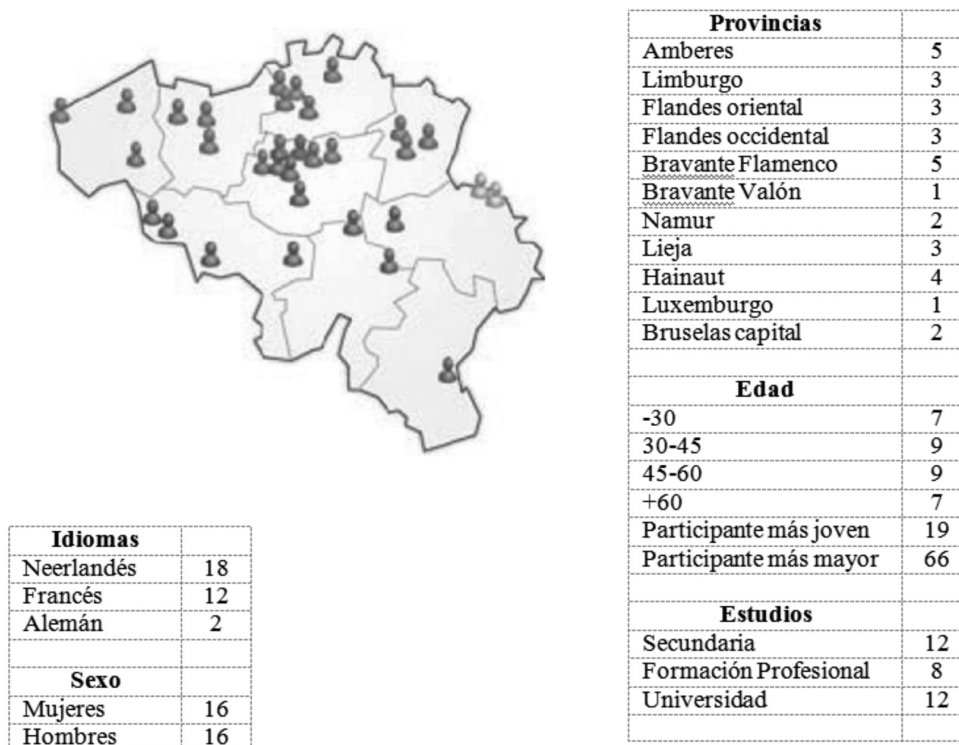 Provincias
Amberes 5
Limburgo 3
Flandes oriental 3
Flandes occidental 3
Bravante Flamenco 5
Bravante Valón 1
Namur 2
Lieja 3
Hainaut 4
Luxemburgo 1
Bruselas capital 2
Edad
-30 7
30-45 9
45-60 9
+60 7
Participante más joven 19
Participante más mayor 66
Estudios
Secundaria 12
Formación Profesional 8
Universidad 12
Idiomas
Neerlandés 18
Francés 12
Alemán 2
Sexo
Mujeres 16
Hombres 16